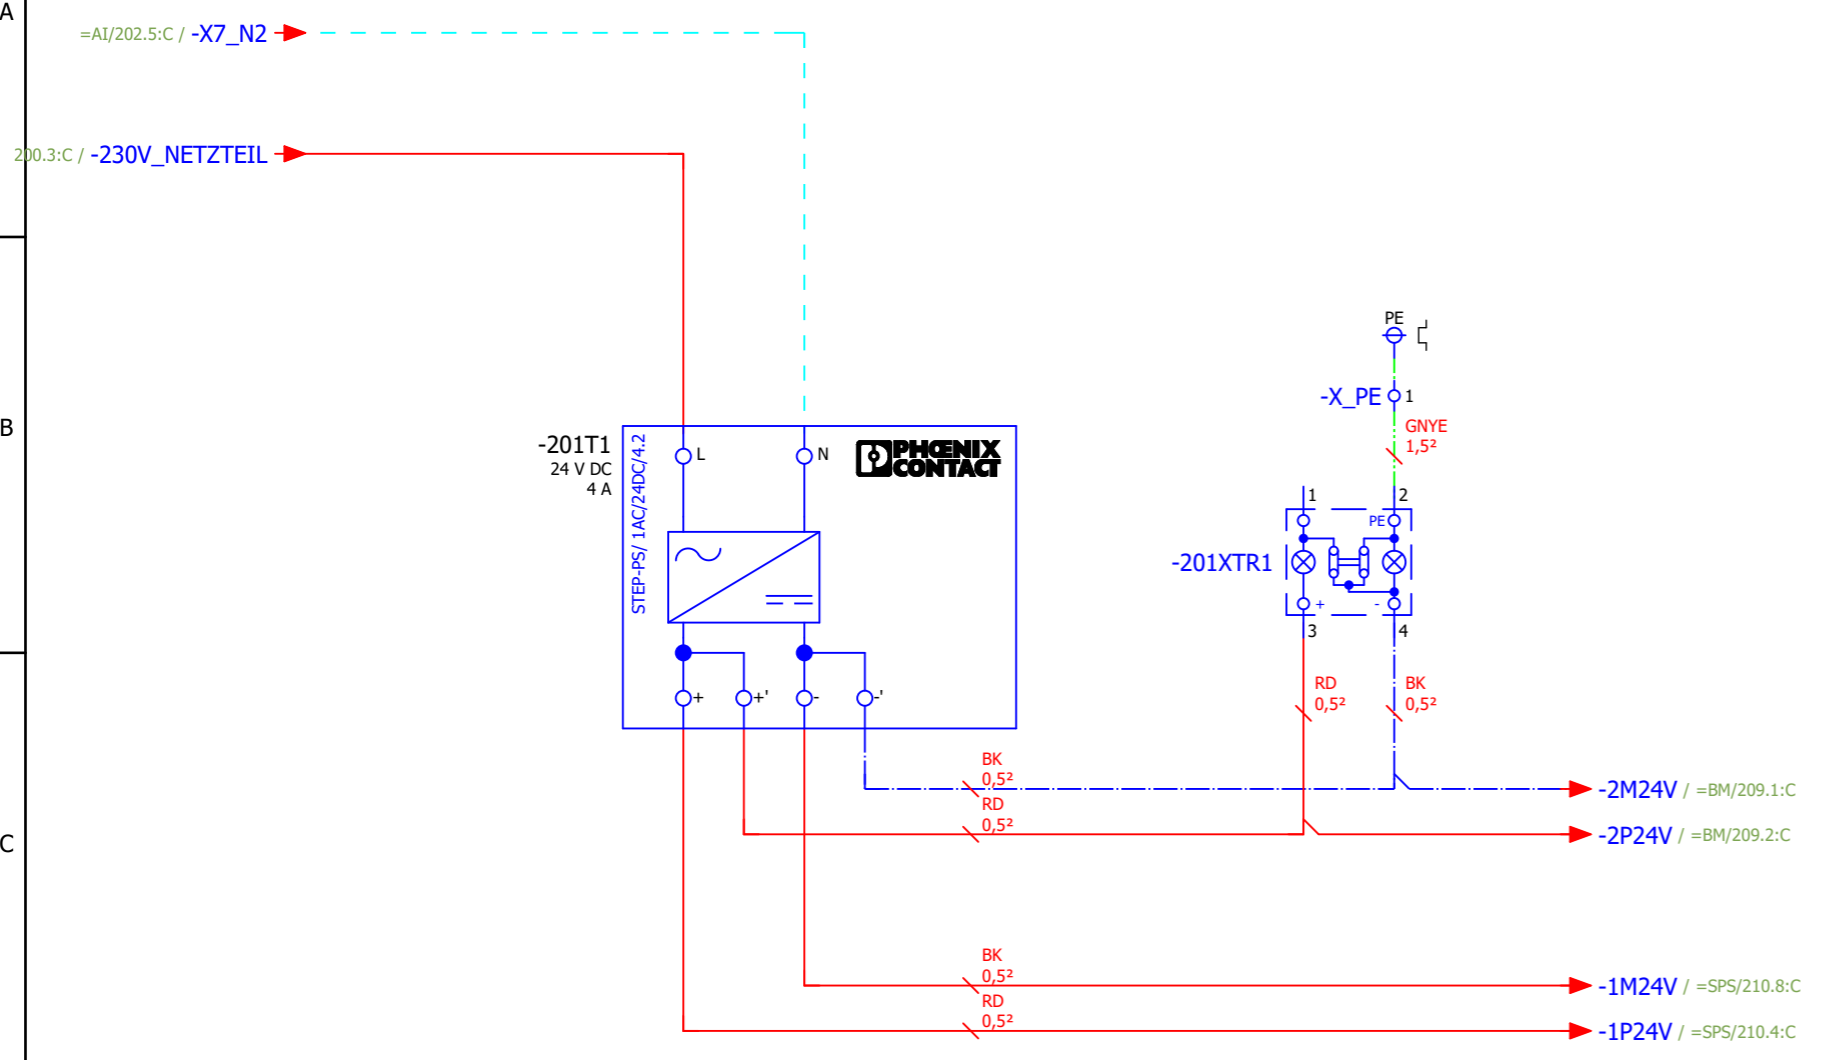 A
=AI/202.5:C / -X7_N2
200.3:C / -230V_NETZTEIL
PE
B
-X_PE 1
GNYE
1,5²
-201T1
24 V DC
4 A
STEP-PS/ 1AC/24DC/4.2
L
N
PHŒNIX
CONTACT
1
2
PE
-201XTR1
+
-
3
4
+
+'
-
-'
RD
0,5²
BK
0,5²
BK
0,5²
-2M24V / =BM/209.1:C
RD
0,5²
-2P24V / =BM/209.2:C
C
BK
0,5²
-1M24V / =SPS/210.8:C
RD
0,5²
-1P24V / =SPS/210.4:C